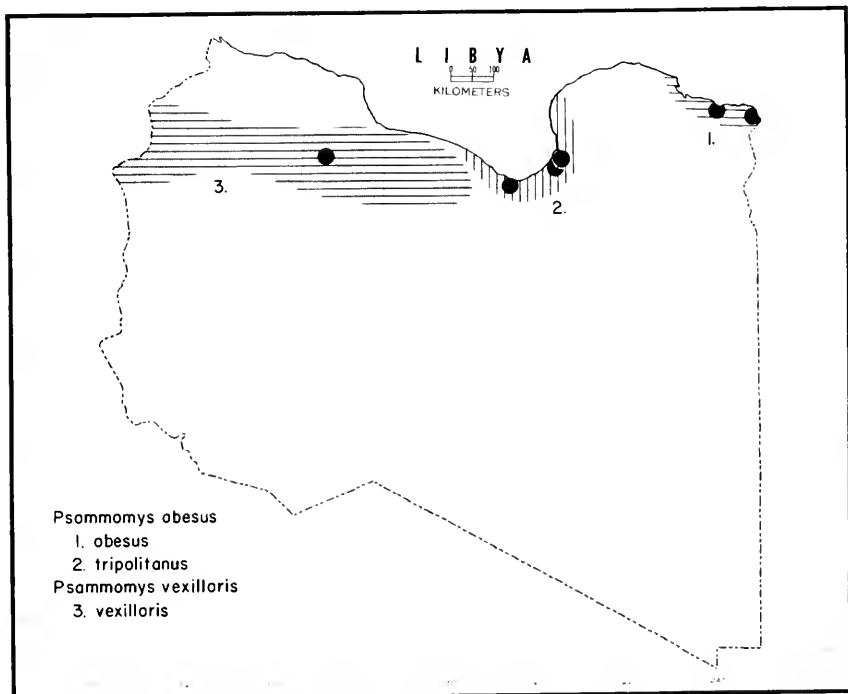 L I B Y A
0 50 100
KILOMETERS
1.
3.
2.
Psammomys obesus
1. obesus
2. tripolitanus
Psammomys vexilloris
3. vexilloris